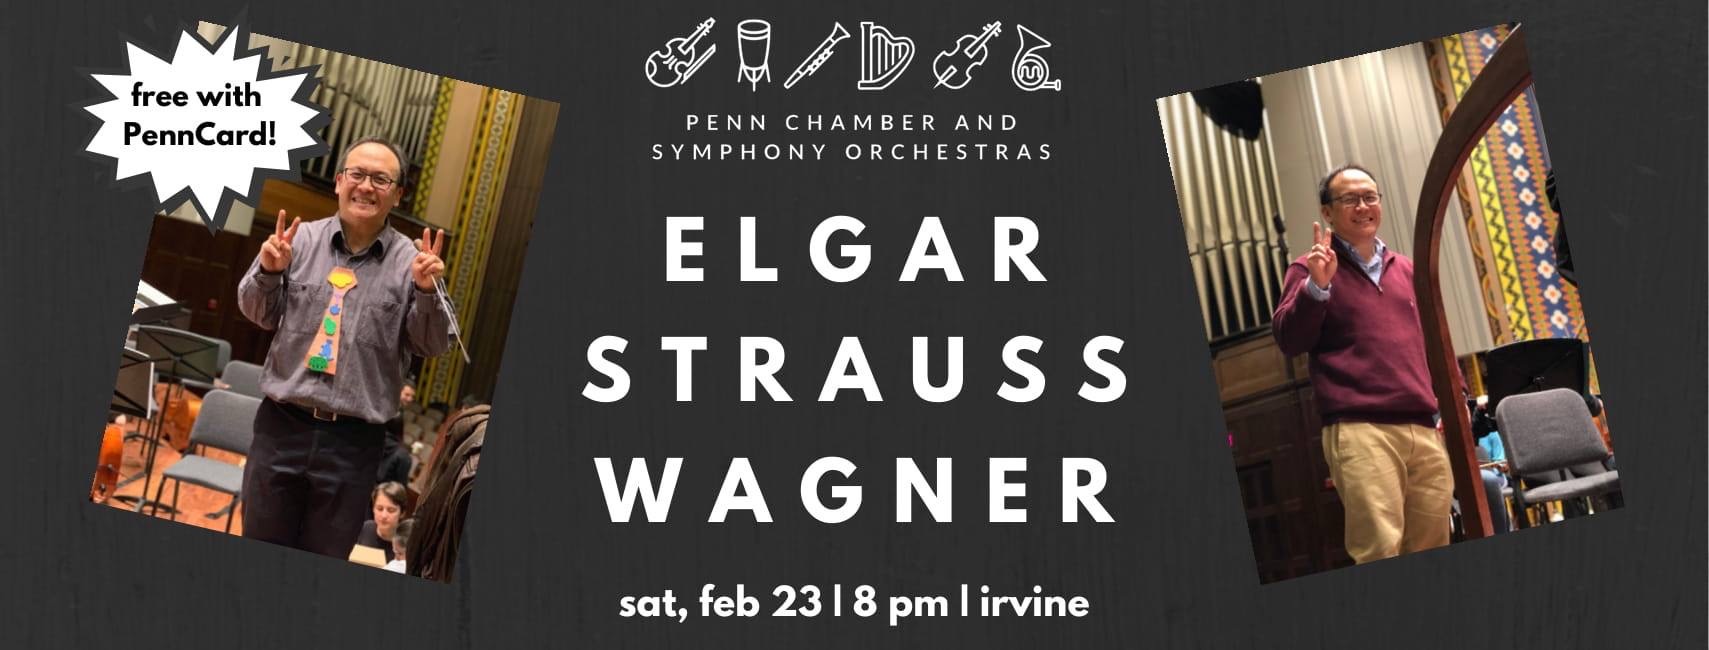 free with
PennCard!
PENN CHAMBER AND
SYMPHONY ORCHESTRAS
ELGAR
STRAUSS
WAGNER
sat, feb 23 | 8 pm | irvine